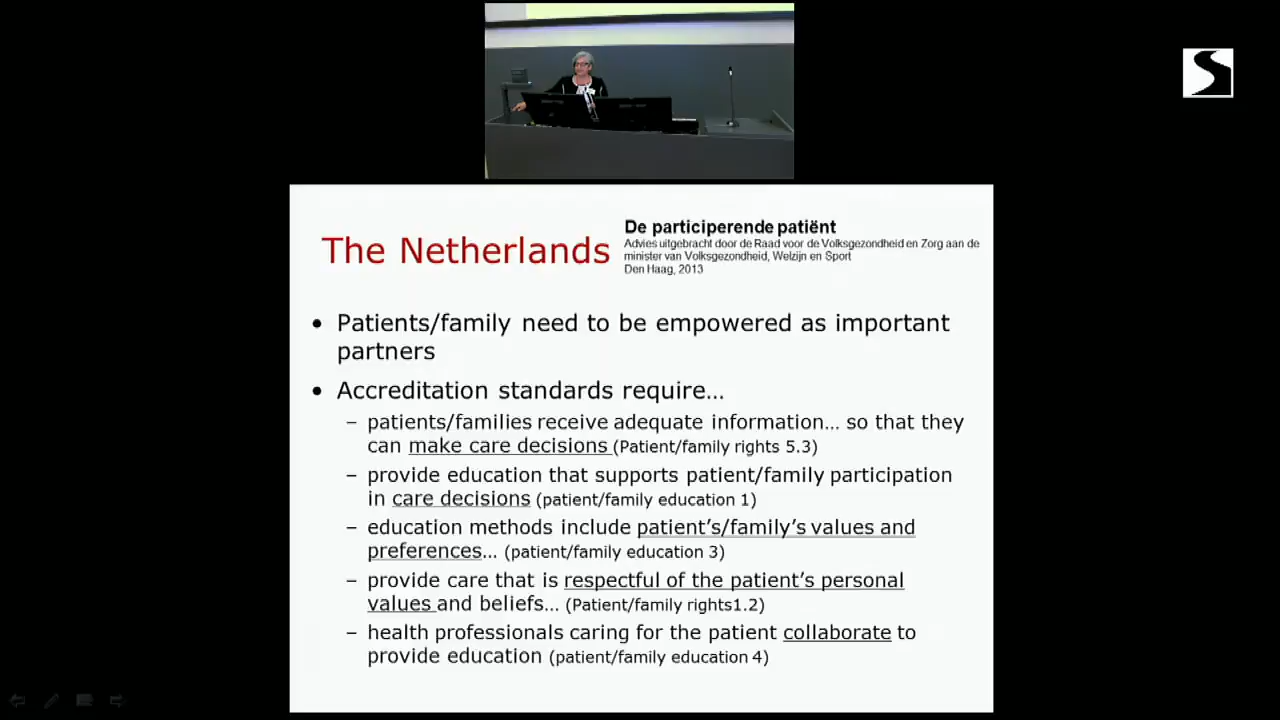 The Netherlands
De participerende patiënt
Advies uitgebracht door de Raad voor de Volksgezondheid en Zorg aan de
minister van Volksgezondheid, Welzijn en Sport
Den Haag, 2013
• Patients/family need to be empowered as important
partners
• Accreditation standards require…
– patients/families receive adequate information… so that they
can make care decisions (Patient/family rights 5.3)
– provide education that supports patient/family participation
in care decisions (patient/family education 1)
– education methods include patient's/family's values and
preferences… (patient/family education 3)
– provide care that is respectful of the patient's personal
values and beliefs… (Patient/family rights1.2)
– health professionals caring for the patient collaborate to
provide education (patient/family education 4)